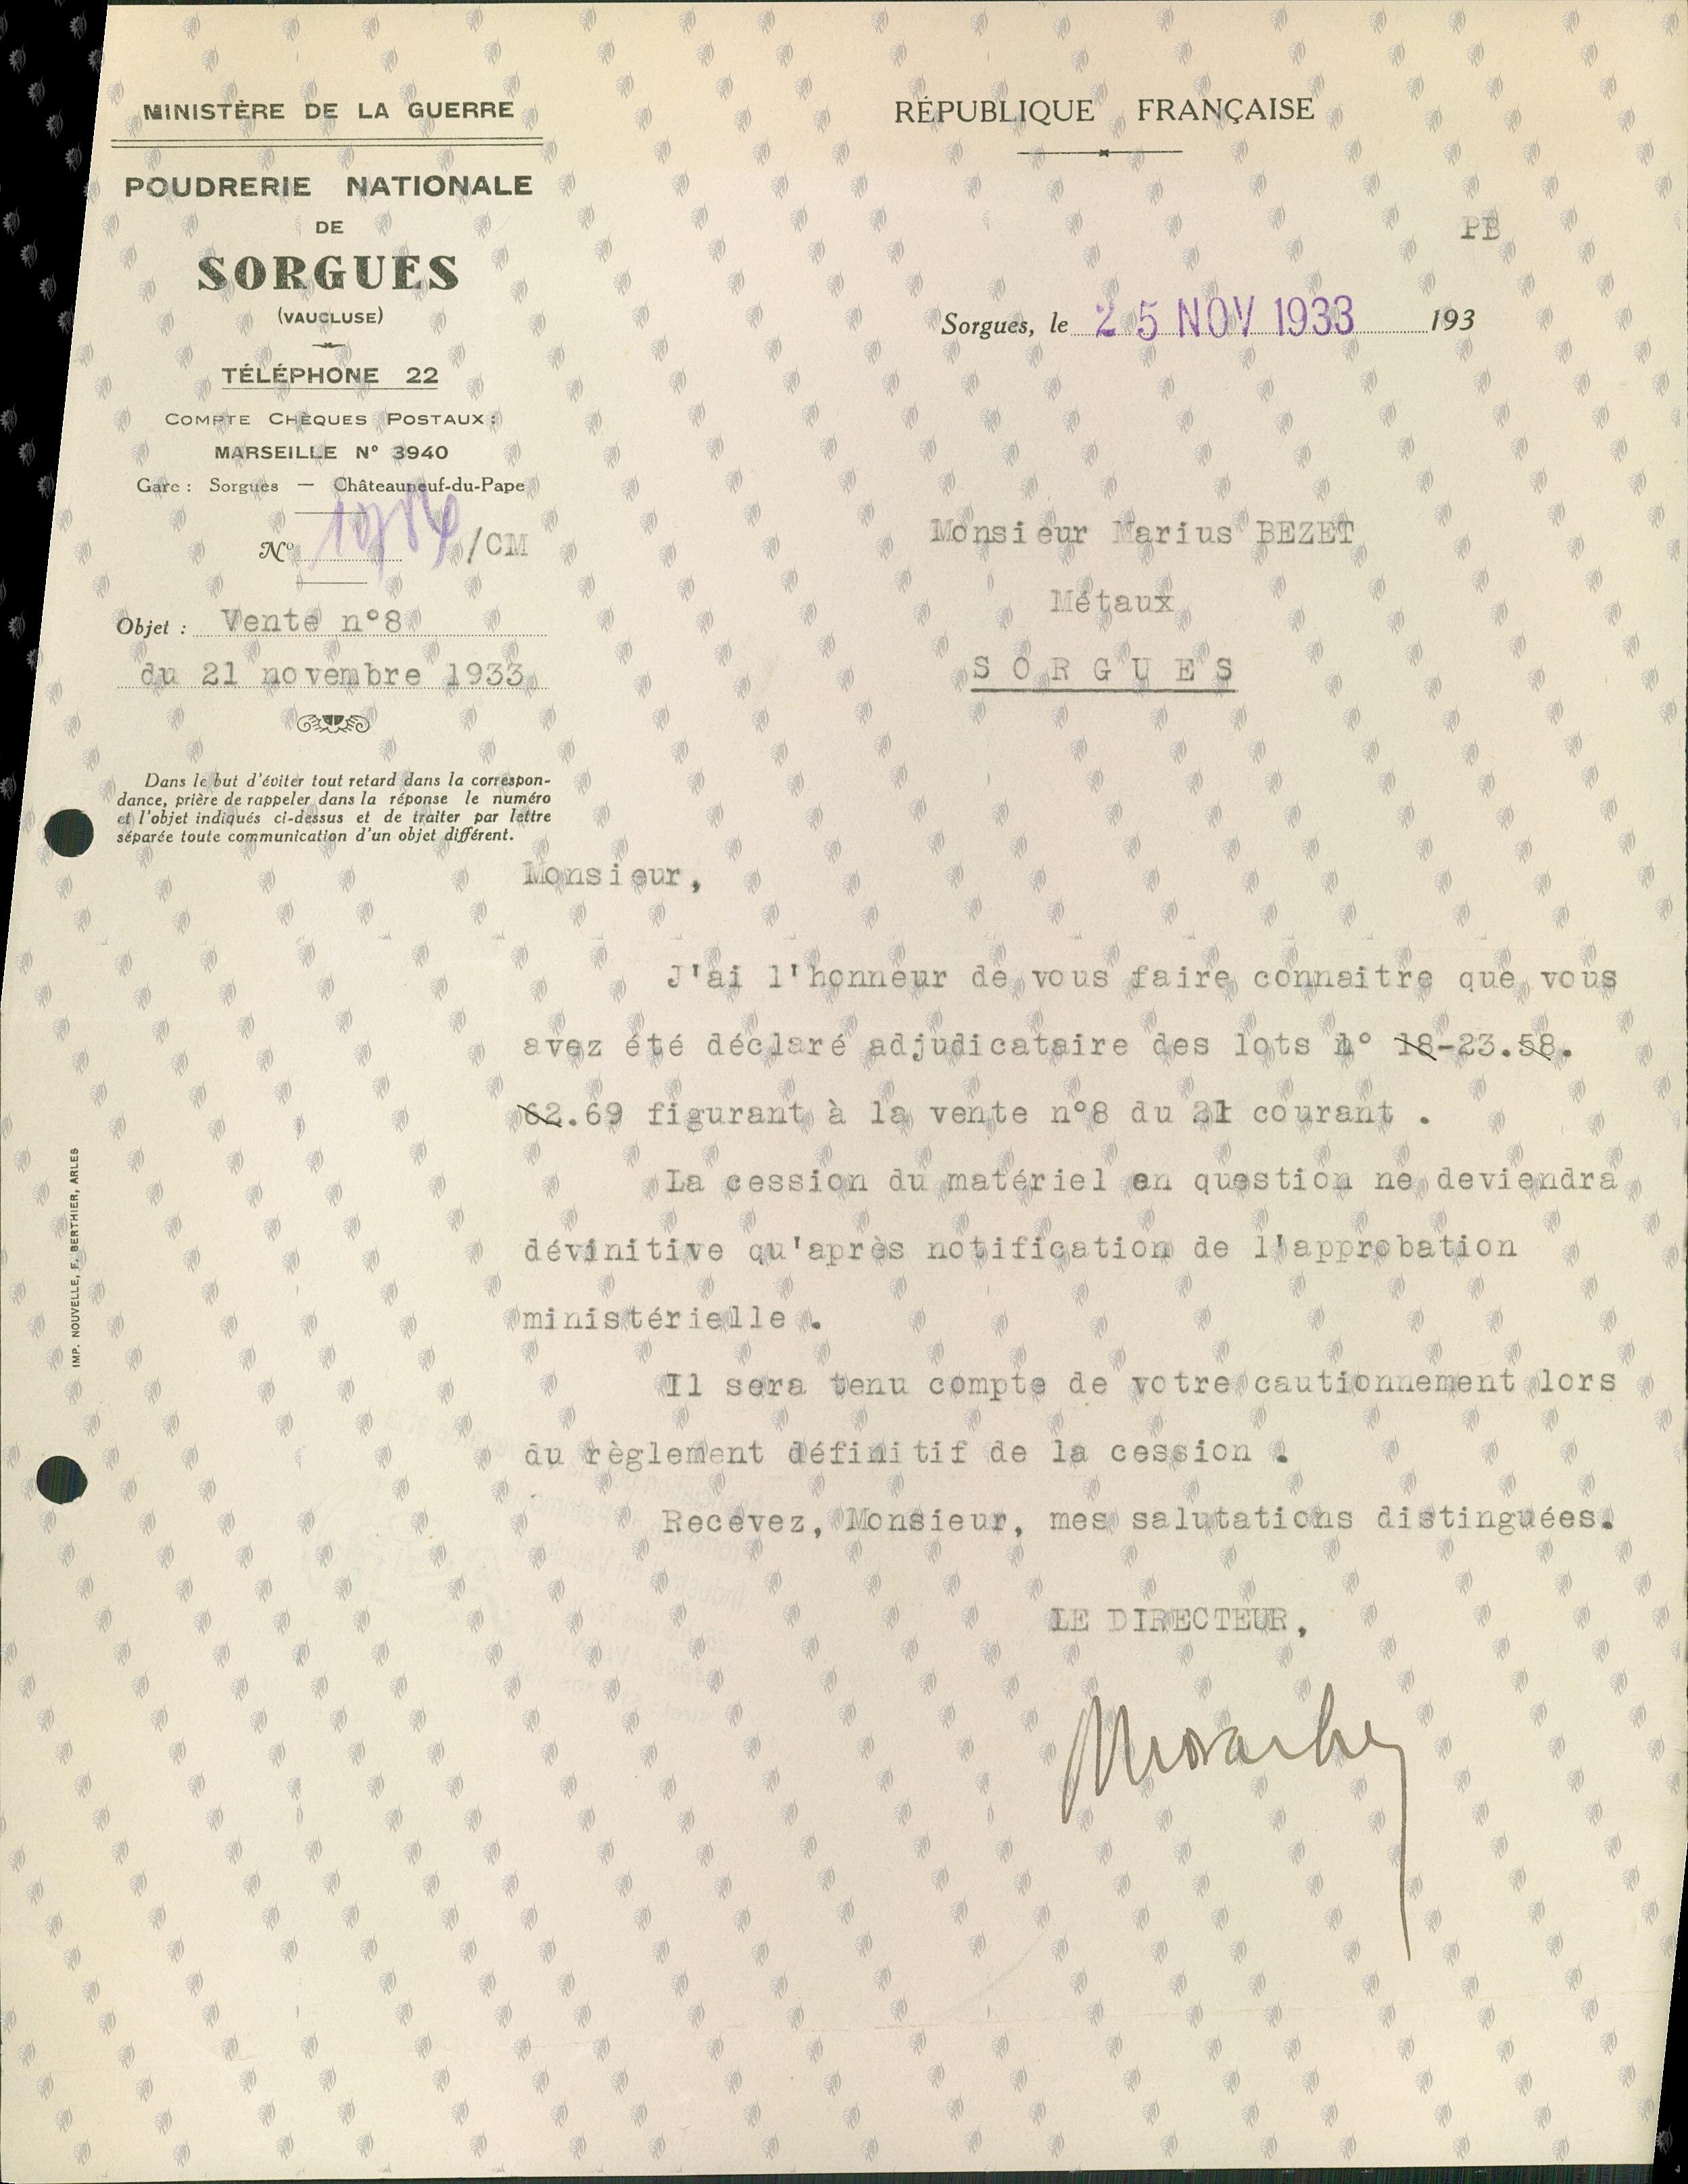 MINISTÈRE DE LA GUERRE
POUDRERIE NATIONALE
DE
SORGUES
(VAUCLUSE)
TÉLÉPHONE 22
COMPTE CHÈQUES POSTAUX :
MARSEILLE N° 3940
Gare : Sorgues — Châteauneuf-du-Pape
N° /CM
Objet : Vente n°8
du 21 novembre 1933
Dans le but d'éviter tout retard dans la correspon-
dance, prière de rappeler dans la réponse le numéro
et l'objet indiqués ci-dessus et de traiter par lettre
séparée toute communication d'un objet différent.
RÉPUBLIQUE FRANÇAISE
PB
Sorgues, le 25 NOV 1933 193
Monsieur Marius BEZET
Métaux
SORGUES
Monsieur,
J'ai l'honneur de vous faire connaitre que vous
avez été déclaré adjudicataire des lots n° 18-23.58.
62.69 figurant à la vente n°8 du 21 courant .
La cession du matériel en question ne deviendra
dévinitive qu'après notification de l'approbation
ministérielle .
Il sera tenu compte de votre cautionnement lors
du règlement définitif de la cession .
Recevez, Monsieur, mes salutations distinguées.
LE DIRECTEUR,
IMP. NOUVELLE, F. BERTHIER, ARLES